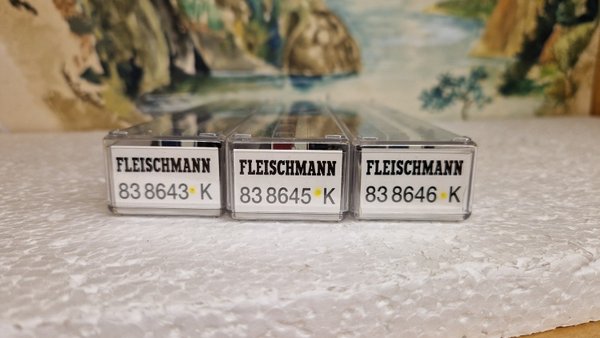 FLEISCHMANN
83 8643 • K
FLEISCHMANN
83 8645 • K
FLEISCHMANN
83 8646 • K